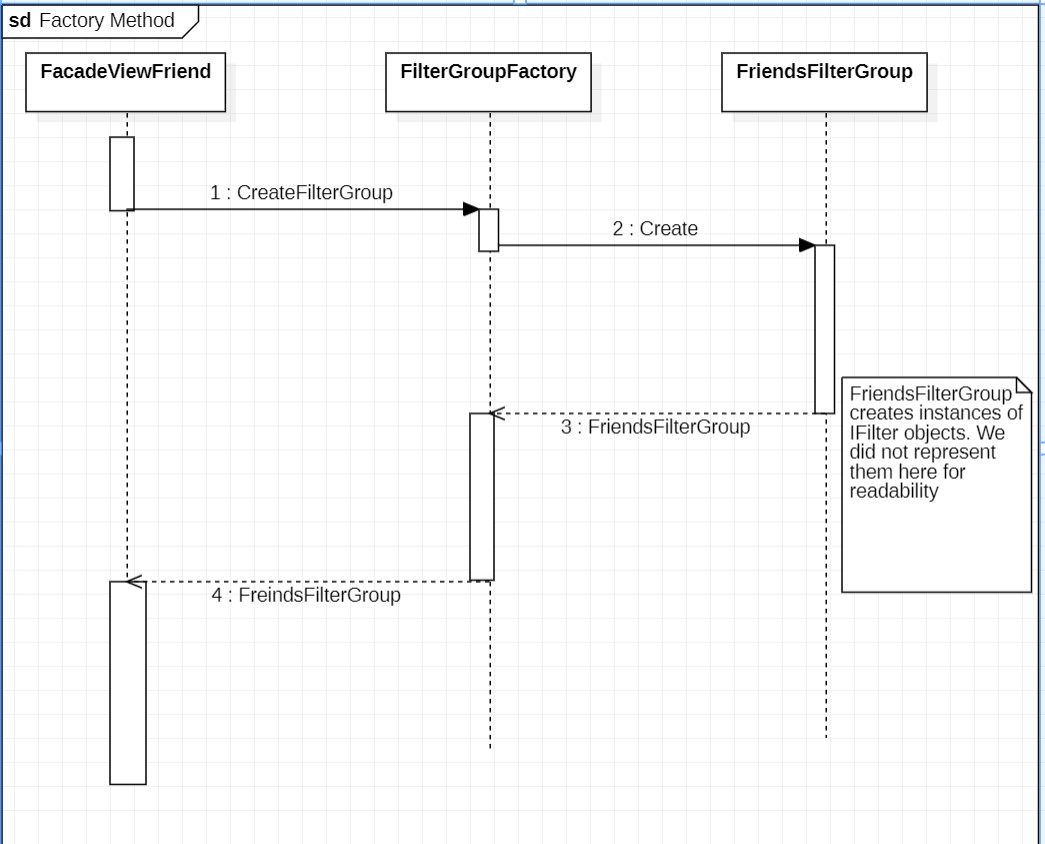 sd Factory Method
FacadeViewFriend
FilterGroupFactory
FriendsFilterGroup
1 : CreateFilterGroup
2 : Create
FriendsFilterGroup
creates instances of
IFilter objects. We
did not represent
them here for
readability
3 : FriendsFilterGroup
4 : FreindsFilterGroup